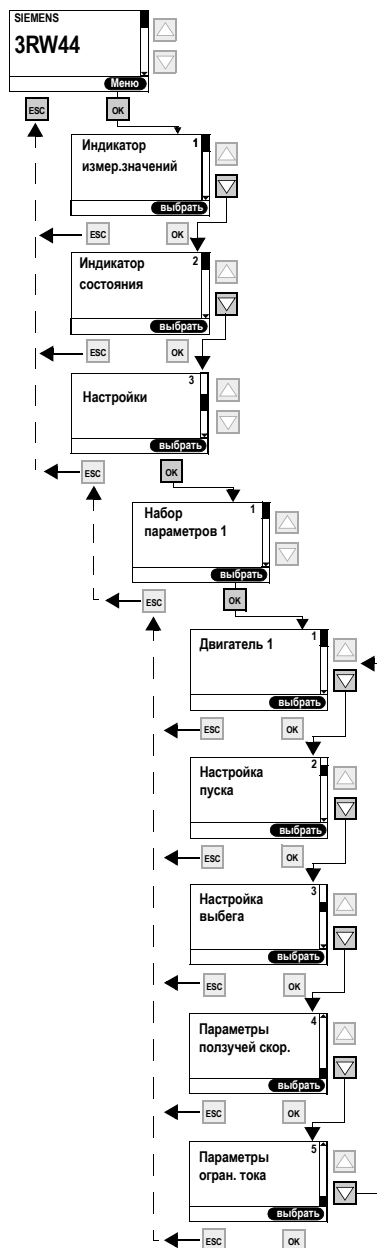 SIEMENS
3RW44
Меню
ESC
OK
Индикатор 1
измер.значений
выбрать
ESC OK
Индикатор 2
состояния
выбрать
ESC OK
3
Настройки
выбрать
ESC OK
Набор 1
параметров 1
выбрать
ESC OK
Двигатель 1 1
выбрать
ESC OK
Настройка 2
пуска
выбрать
ESC OK
Настройка 3
выбега
выбрать
ESC OK
Параметры 4
ползучей скор.
выбрать
ESC OK
Параметры 5
огран. тока
выбрать
ESC OK